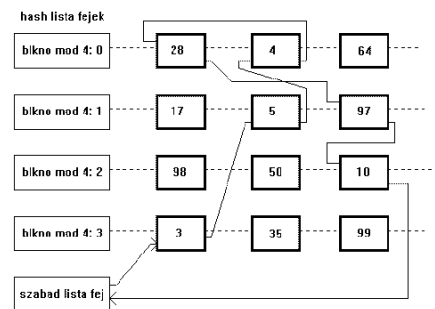 hash lista fejek
blkno mod 4: 0 28 4 64
blkno mod 4: 1 17 5 97
blkno mod 4: 2 98 50 10
blkno mod 4: 3 3 35 99
szabad lista fej